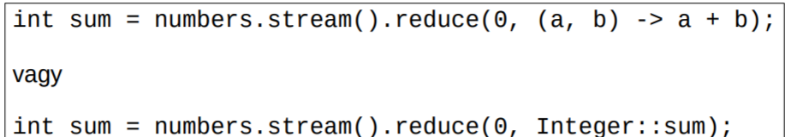 int sum = numbers.stream().reduce(0, (a, b) -> a + b);
vagy
int sum = numbers.stream().reduce(0, Integer::sum);